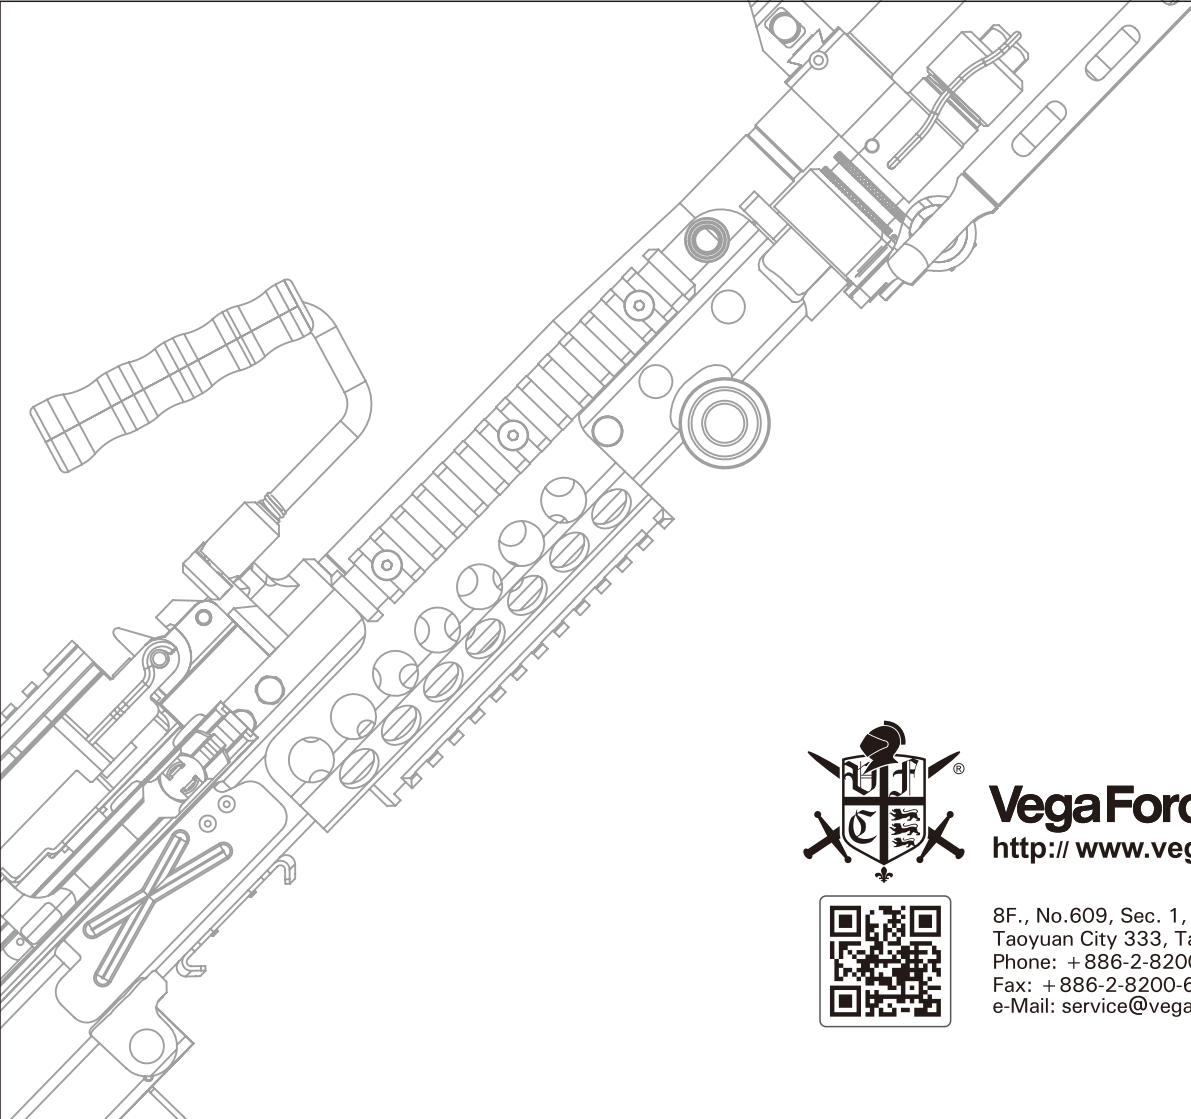 V F
C
®
VegaForc
http:// www.veg
8F., No.609, Sec. 1,
Taoyuan City 333, Ta
Phone: +886-2-8200
Fax: +886-2-8200-6
e-Mail: service@vega